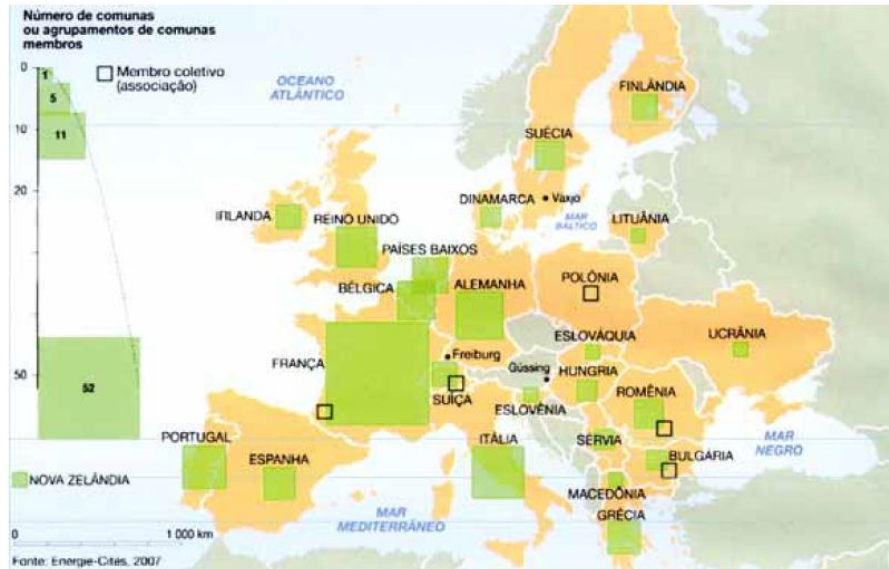 Número de comunas
ou agrupamentos de comunas
membros
0
1
5
10
11
20
50
52
Membro coletivo
(associação)
OCEANO
ATLÂNTICO
FINLÂNDIA
SUÉCIA
DINAMARCA
Vaxjo
MAR
BÁLTICO
LITUÂNIA
IRLANDA
REINO UNIDO
PAÍSES BAIXOS
BÉLGICA
ALEMANHA
POLÔNIA
UCRÂNIA
ESLOVÁQUIA
FRANÇA
Freiburg
Güssing
HUNGRIA
SUÍÇA
ESLOVÊNIA
ROMÊNIA
PORTUGAL
ESPANHA
ITÁLIA
SÉRVIA
BULGÁRIA
MAR
NEGRO
NOVA ZELÂNDIA
MACEDÔNIA
GRÉCIA
MAR
MEDITERRÂNEO
0
1 000 km
Fonte: Energie-Cités, 2007